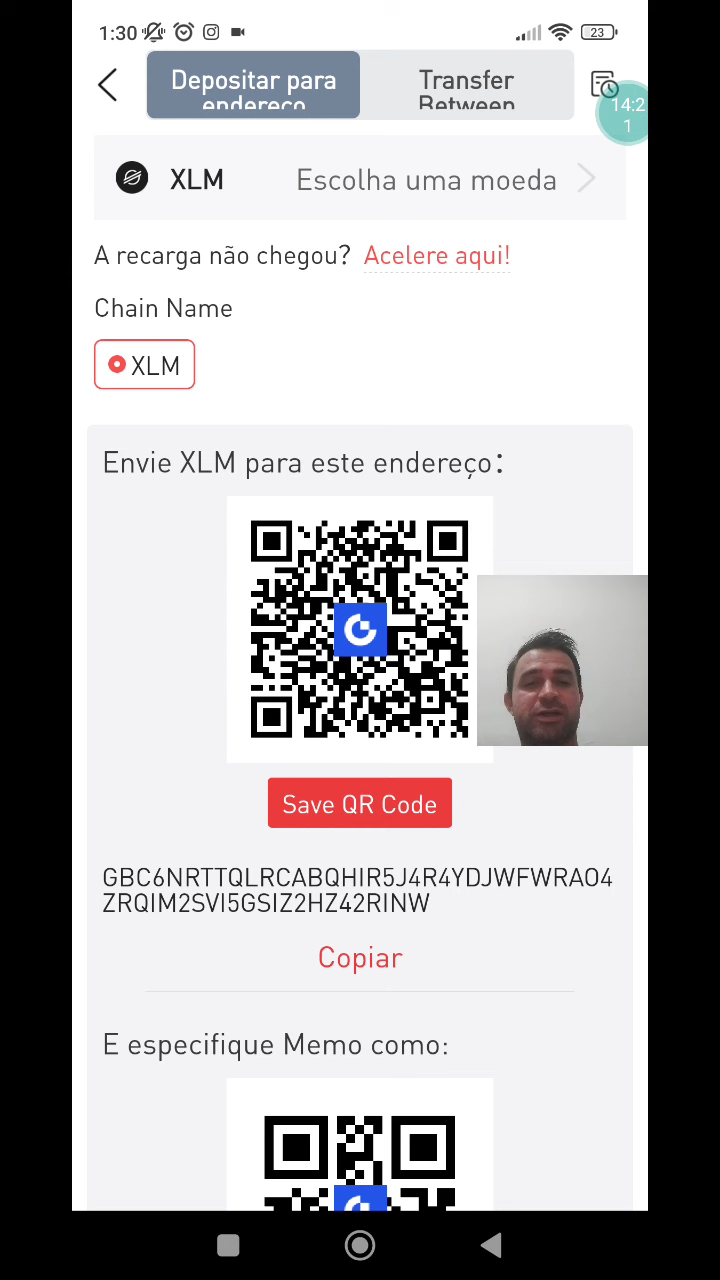 1:30
23
Depositar para
endereço
Transfer
Between
14:2
1
XLM
Escolha uma moeda
A recarga não chegou? Acelere aqui!
Chain Name
XLM
Envie XLM para este endereço:
Save QR Code
GBC6NRTTQLRCABQHIR5J4R4YDJWFWRAO4
ZRQIM2SVI5GSIZ2HZ42RINW
Copiar
E especifique Memo como: